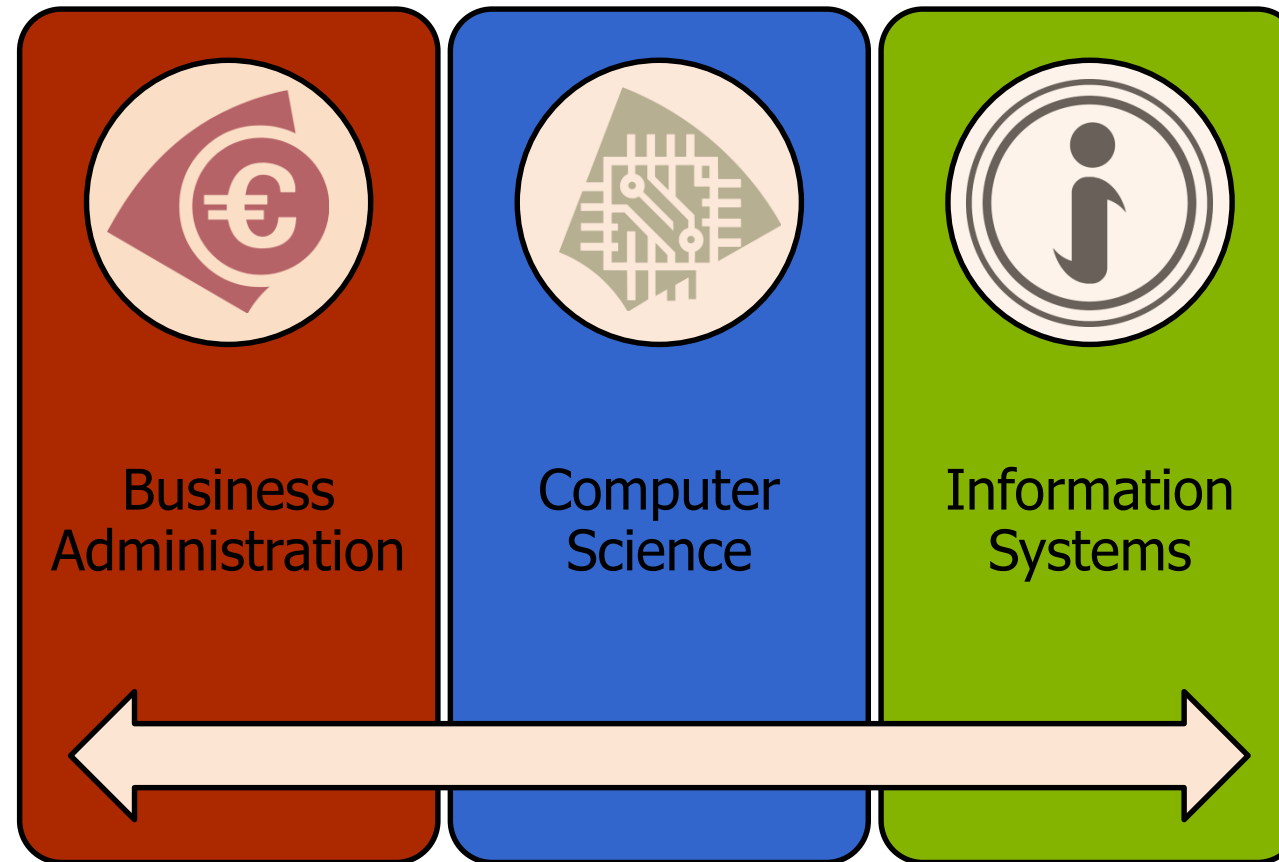 €
i
Business
Administration
Computer
Science
Information
Systems